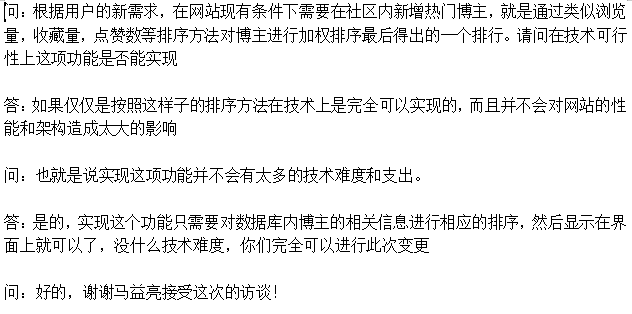 问：根据用户的新需求，在网站现有条件下需要在社区内新增热门博主，就是通过类似浏览
量，收藏量，点赞数等排序方法对博主进行加权排序最后得出的一个排行。请问在技术可行
性上这项功能是否能实现
答：如果仅仅是按照这样子的排序方法在技术上是完全可以实现的，而且并不会对网站的性
能和架构造成太大的影响
问：也就是说实现这项功能并不会有太多的技术难度和支出。
答：是的，实现这个功能只需要对数据库内博主的相关信息进行相应的排序，然后显示在界
面上就可以了，没什么技术难度，你们完全可以进行此次变更
问：好的，谢谢马益亮接受这次的访谈！